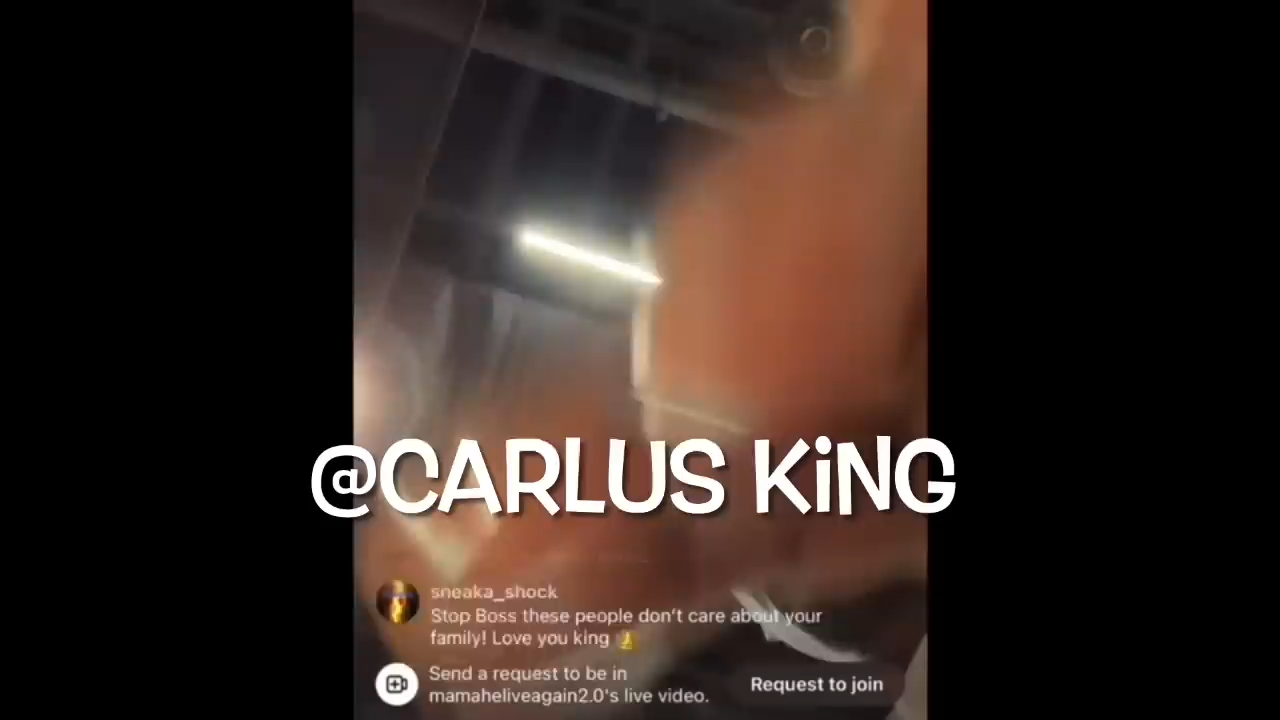 @CARLUS KiNG
sneaka_shock
Stop Boss these people don't care about your
family! Love you king
Send a request to be in
mamaheliveagain2.0's live video.
Request to join